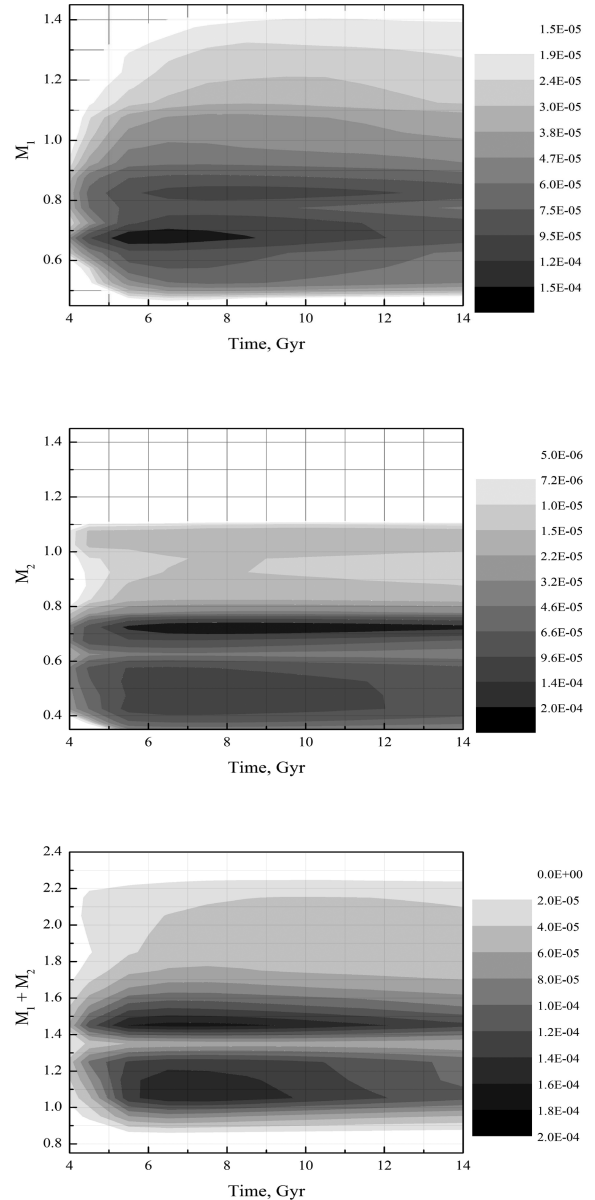 1.4
1.2
1.0
0.8
0.6
M1
4 6 8 10 12 14
Time, Gyr
1.5E-05
1.9E-05
2.4E-05
3.0E-05
3.8E-05
4.7E-05
6.0E-05
7.5E-05
9.5E-05
1.2E-04
1.5E-04
1.4
1.2
1.0
0.8
0.6
0.4
M2
4 6 8 10 12 14
Time, Gyr
5.0E-06
7.2E-06
1.0E-05
1.5E-05
2.2E-05
3.2E-05
4.6E-05
6.6E-05
9.6E-05
1.4E-04
2.0E-04
2.4
2.2
2.0
1.8
1.6
1.4
1.2
1.0
0.8
M1 + M2
4 6 8 10 12 14
Time, Gyr
0.0E+00
2.0E-05
4.0E-05
6.0E-05
8.0E-05
1.0E-04
1.2E-04
1.4E-04
1.6E-04
1.8E-04
2.0E-04